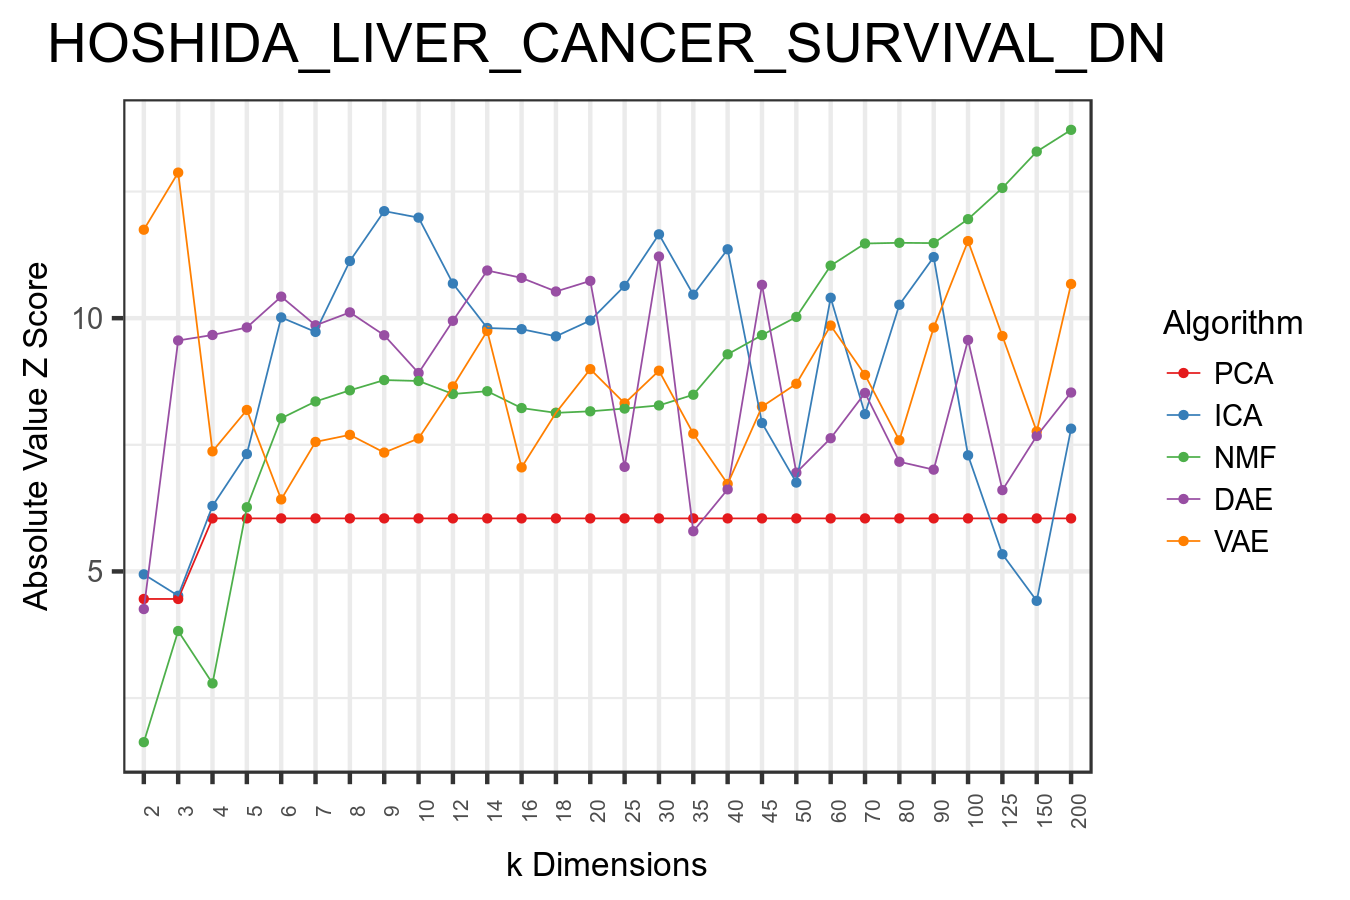 HOSHIDA_LIVER_CANCER_SURVIVAL_DN
Absolute Value Z Score
10
5
2 3 4 5 6 7 8 9 10 12 14 16 18 20 25 30 35 40 45 50 60 70 80 90 100 125 150 200
k Dimensions
Algorithm
PCA
ICA
NMF
DAE
VAE